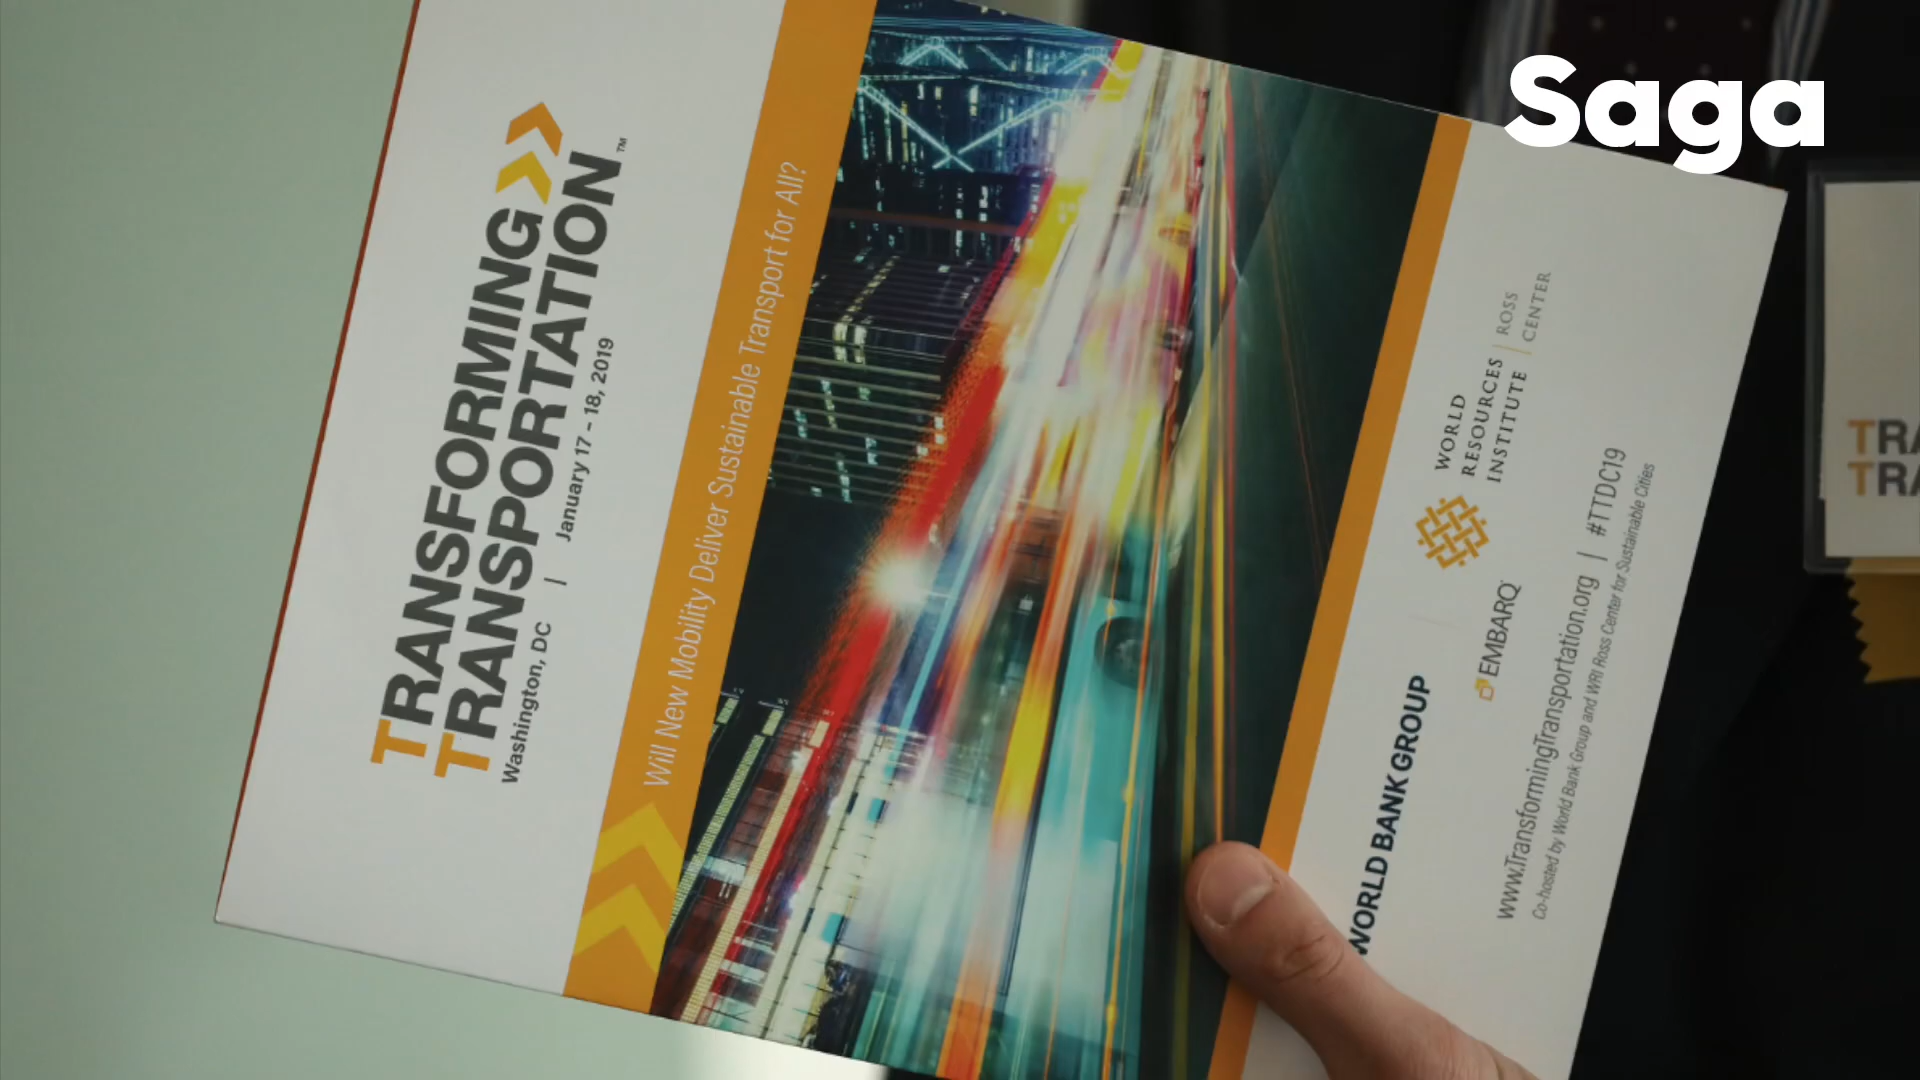 Saga
TRANSFORMING
TRANSPORTATION™
Washington, DC | January 17 - 18, 2019
Will New Mobility Deliver Sustainable Transport for All?
WORLD BANK GROUP
EMBARQ
WORLD
RESOURCES
INSTITUTE
ROSS
CENTER
www.TransformingTransportation.org | #TTDC19
Co-hosted by World Bank Group and WRI Ross Center for Sustainable Cities
TRA
TRA